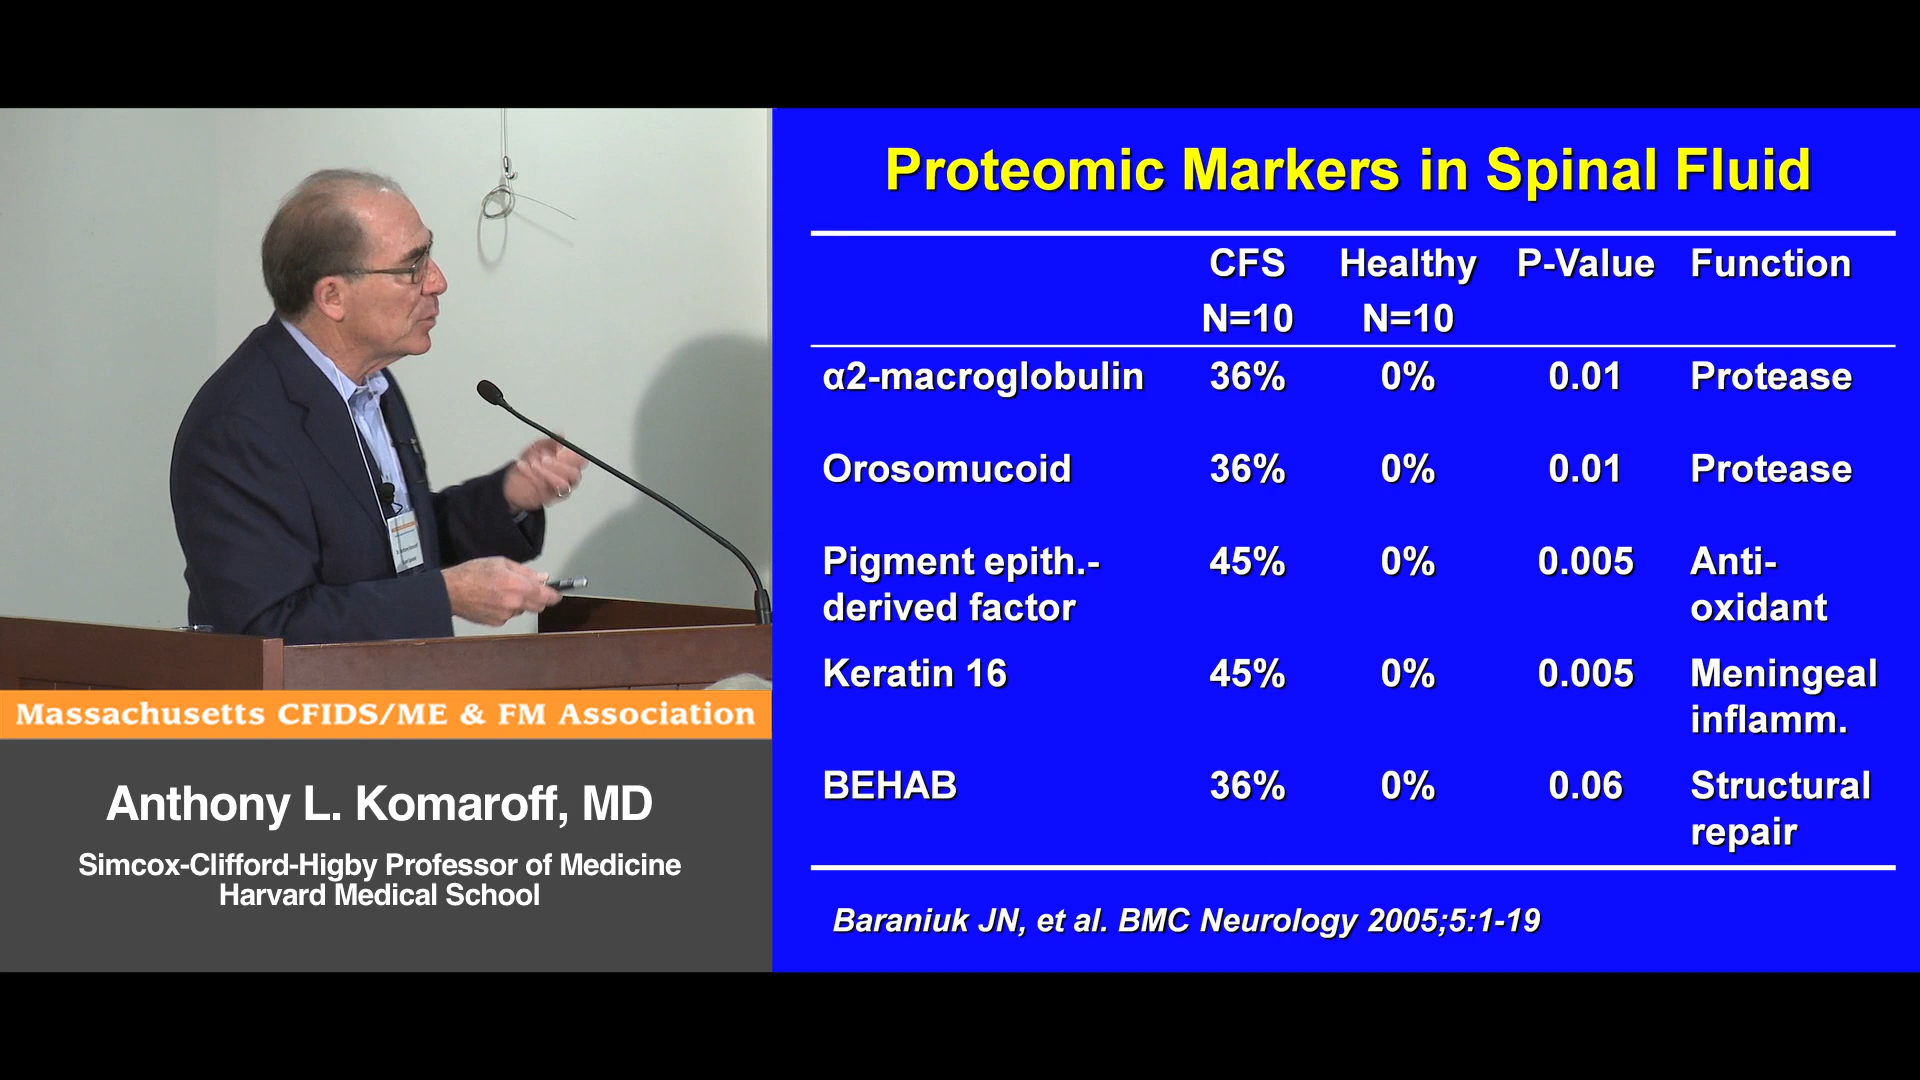 Proteomic Markers in Spinal Fluid
CFS Healthy P-Value Function
N=10 N=10
α2-macroglobulin 36% 0% 0.01 Protease
Orosomucoid 36% 0% 0.01 Protease
Pigment epith.- 45% 0% 0.005 Anti-
derived factor oxidant
Keratin 16 45% 0% 0.005 Meningeal
inflamm.
BEHAB 36% 0% 0.06 Structural
repair
Baraniuk JN, et al. BMC Neurology 2005;5:1-19
Massachusetts CFIDS/ME & FM Association
Anthony L. Komaroff, MD
Simcox-Clifford-Higby Professor of Medicine
Harvard Medical School